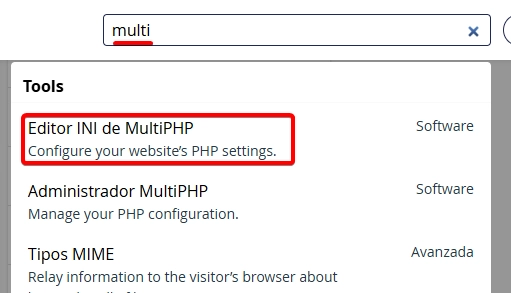 multi
Tools
Editor INI de MultiPHP Software
Configure your website's PHP settings.
Administrador MultiPHP Software
Manage your PHP configuration.
Tipos MIME Avanzada
Relay information to the visitor's browser about